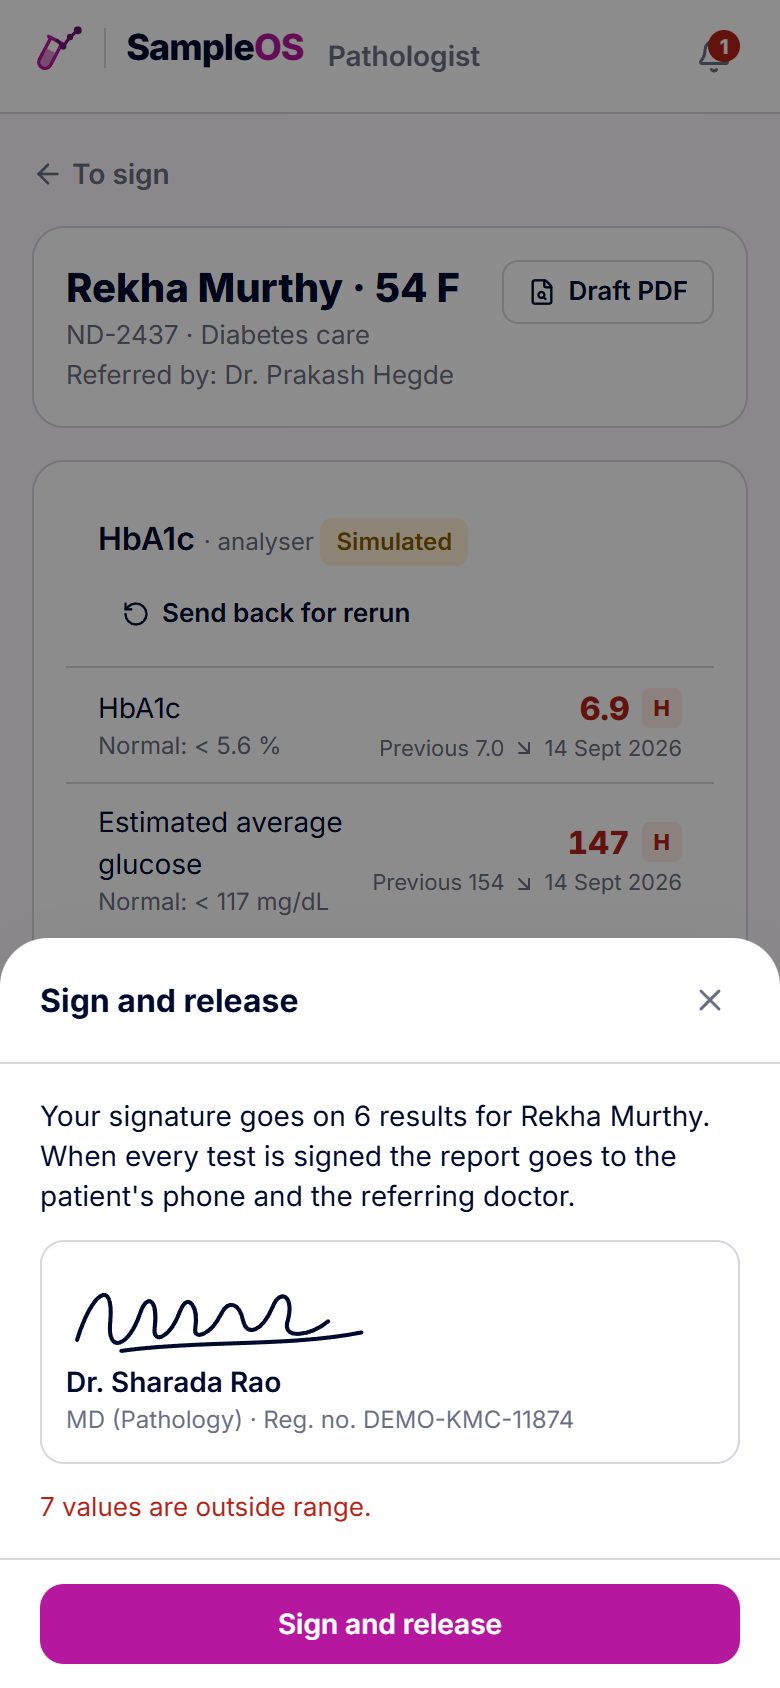 SampleOS Pathologist 1
To sign
Rekha Murthy · 54 F
Draft PDF
ND-2437 · Diabetes care
Referred by: Dr. Prakash Hegde
HbA1c · analyser Simulated
Send back for rerun
HbA1c 6.9 H
Normal: < 5.6 % Previous 7.0 ↘ 14 Sept 2026
Estimated average
glucose
147 H
Normal: < 117 mg/dL Previous 154 ↘ 14 Sept 2026
Sign and release
Your signature goes on 6 results for Rekha Murthy.
When every test is signed the report goes to the
patient's phone and the referring doctor.
Dr. Sharada Rao
MD (Pathology) · Reg. no. DEMO-KMC-11874
7 values are outside range.
Sign and release